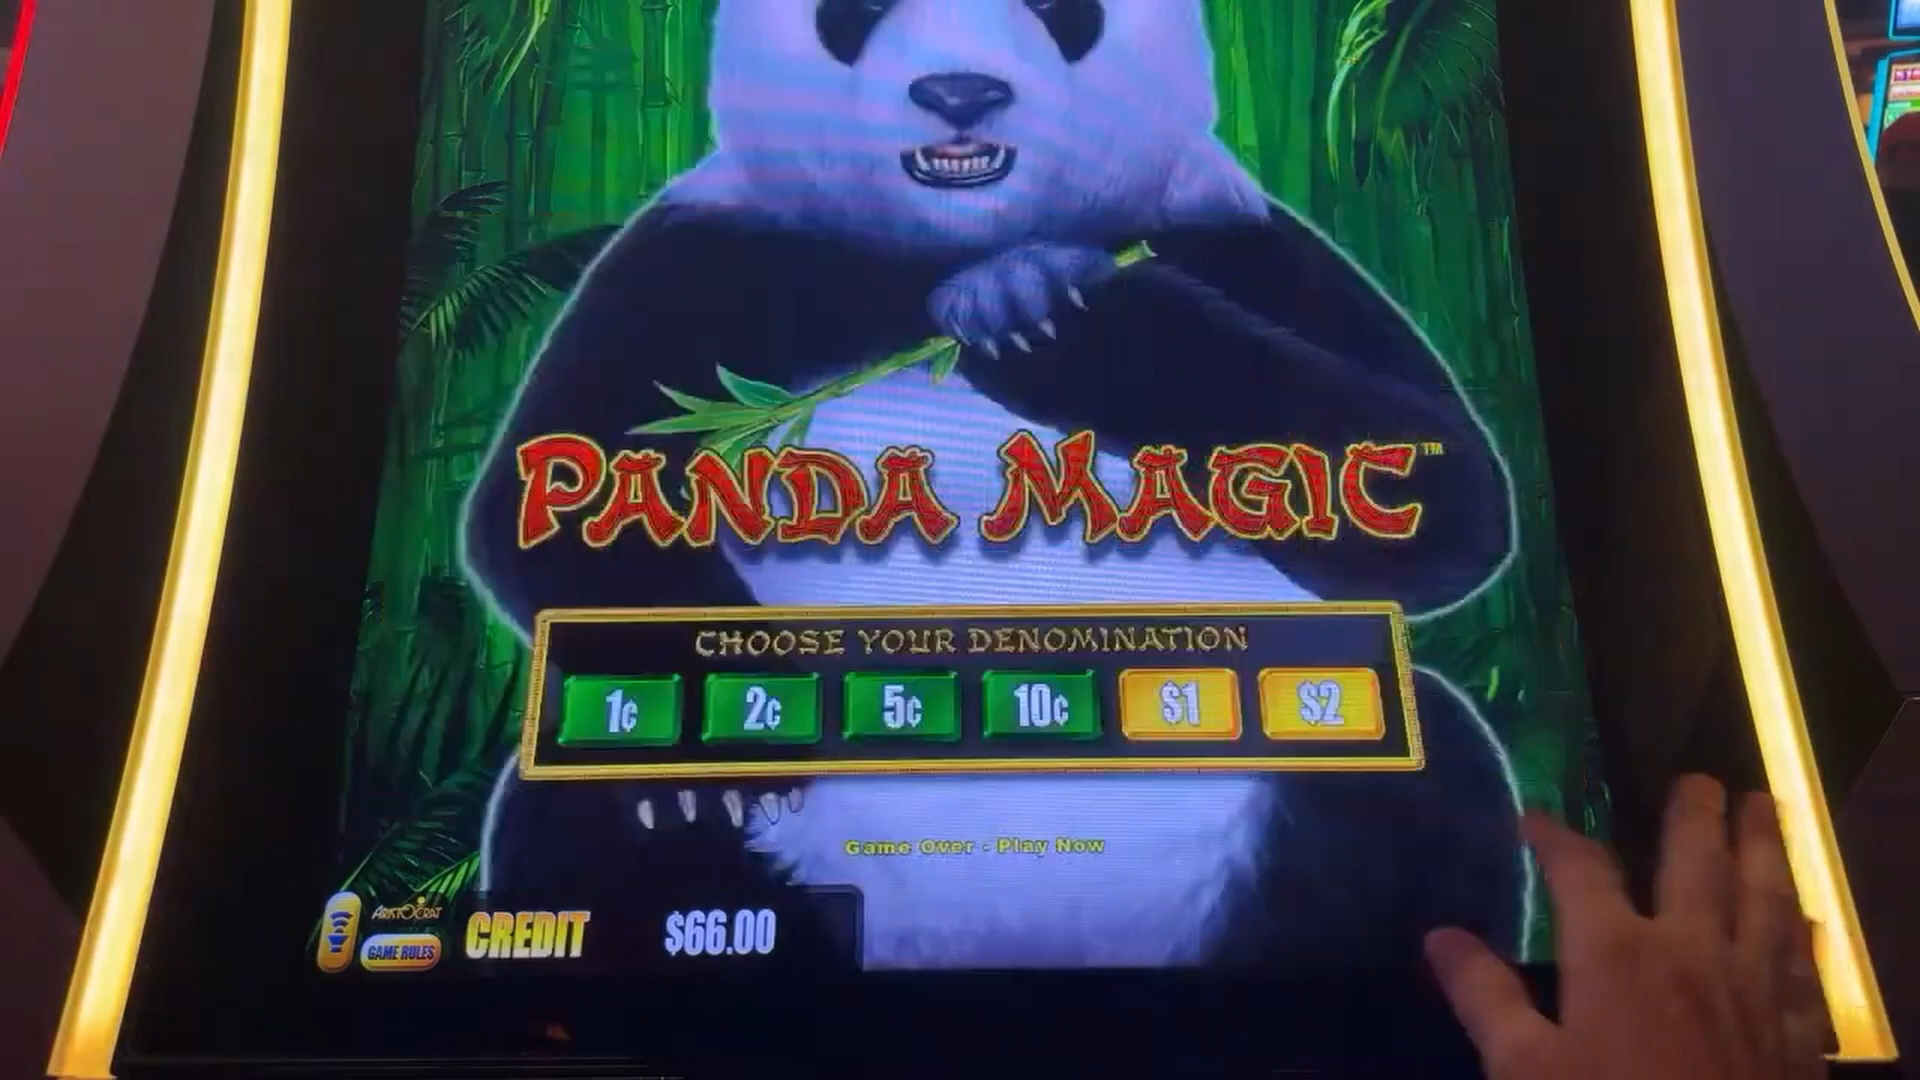 PANDA MAGIC™
CHOOSE YOUR DENOMINATION
1¢ 2¢ 5¢ 10¢ $1 $2
Game Over - Play Now
ARISTOCRAT
GAME RULES
CREDIT $66.00